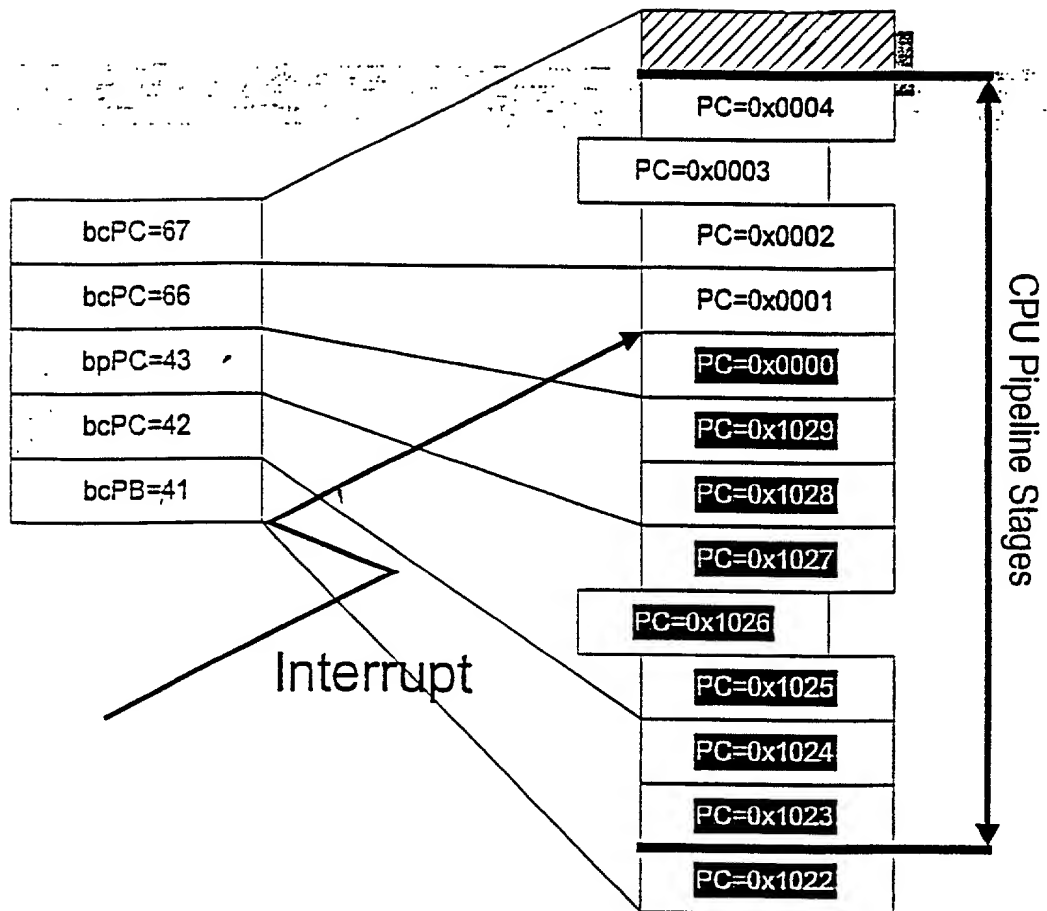 bcPC=67
bcPC=66
bpPC=43
bcPC=42
bcPB=41
Interrupt
PC=0x0004
PC=0x0003
PC=0x0002
PC=0x0001
PC=0x0000
PC=0x1029
PC=0x1028
PC=0x1027
PC=0x1026
PC=0x1025
PC=0x1024
PC=0x1023
PC=0x1022
CPU Pipeline Stages